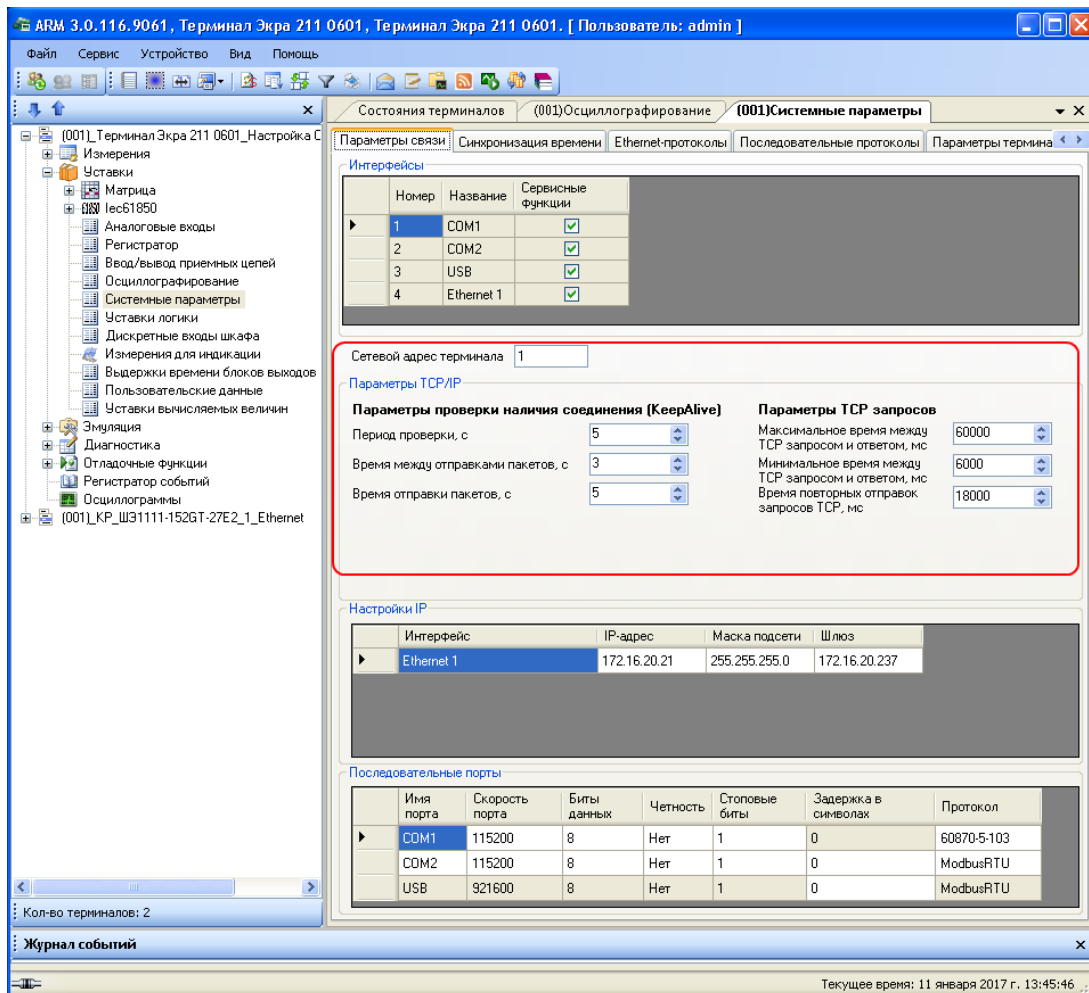 ARM 3.0.116.9061, Терминал Экра 211 0601, Терминал Экра 211 0601. [ Пользователь: admin ]
Файл Сервис Устройство Вид Помощь
(001)_Терминал Экра 211 0601_Настройка С
Измерения
Уставки
Матрица
Iec61850
Аналоговые входы
Регистратор
Ввод/вывод приемных цепей
Осциллографирование
Системные параметры
Уставки логики
Дискретные входы шкафа
Измерения для индикации
Выдержки времени блоков выходов
Пользовательские данные
Уставки вычисляемых величин
Эмуляция
Диагностика
Отладочные функции
Регистратор событий
Осциллограммы
(001)_КР_ШЭ1111-152GT-27E2_1_Ethernet
Кол-во терминалов: 2
Состояния терминалов (001)Осциллографирование (001)Системные параметры
Параметры связи Синхронизация времени Ethernet-протоколы Последовательные протоколы Параметры термина
Интерфейсы
Номер Название Сервисные функции
1 COM1
2 COM2
3 USB
4 Ethernet 1
Сетевой адрес терминала 1
Параметры TCP/IP
Параметры проверки наличия соединения (KeepAlive)
Период проверки, с 5
Время между отправками пакетов, с 3
Время отправки пакетов, с 5
Параметры TCP запросов
Максимальное время между
TCP запросом и ответом, мс 60000
Минимальное время между
TCP запросом и ответом, мс 6000
Время повторных отправок
запросов TCP, мс 18000
Настройки IP
Интерфейс IP-адрес Маска подсети Шлюз
Ethernet 1 172.16.20.21 255.255.255.0 172.16.20.237
Последовательные порты
Имя порта Скорость порта Биты данных Четность Стоповые биты Задержка в символах Протокол
COM1 115200 8 Нет 1 0 60870-5-103
COM2 115200 8 Нет 1 0 ModbusRTU
USB 921600 8 Нет 1 0 ModbusRTU
Журнал событий
Текущее время: 11 января 2017 г. 13:45:46